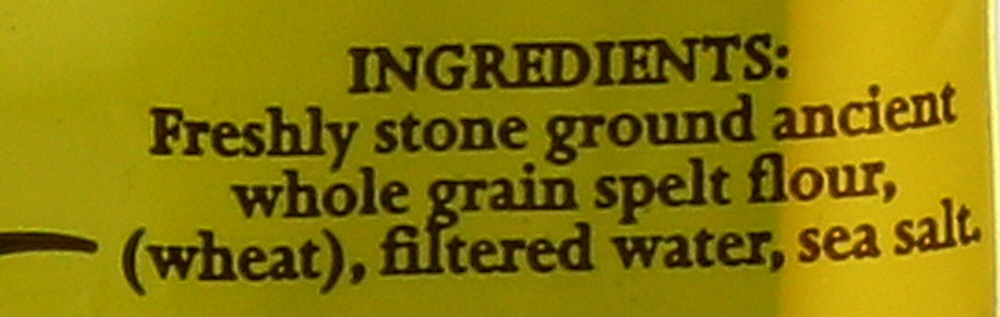 INGREDIENTS:
Freshly stone ground ancient
whole grain spelt flour,
(wheat), filtered water, sea salt.